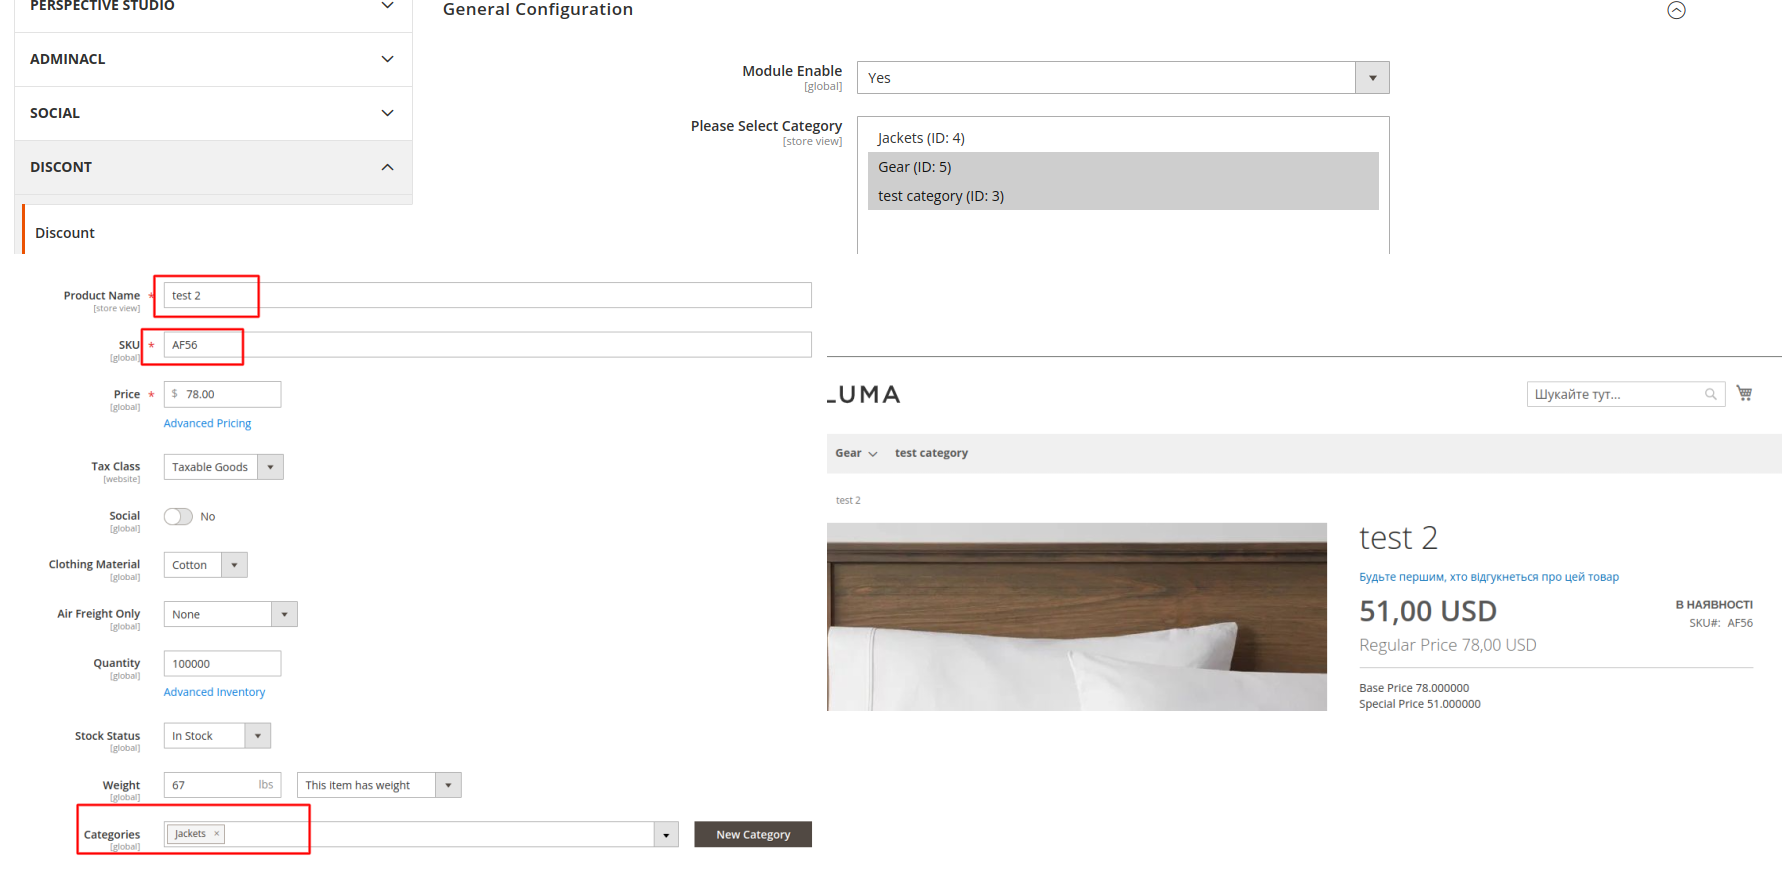 PERSPECTIVE STUDIO
ADMINACL
SOCIAL
DISCONT
Discount
General Configuration
Module Enable
[global]
Yes
Please Select Category
[store view]
Jackets (ID: 4)
Gear (ID: 5)
test category (ID: 3)
Product Name * test 2
[store view]
SKU * AF56
[global]
Price * $ 78.00
[global]
Advanced Pricing
Tax Class Taxable Goods
[website]
Social No
[global]
Clothing Material Cotton
[global]
Air Freight Only None
[global]
Quantity 100000
[global]
Advanced Inventory
Stock Status In Stock
[global]
Weight 67 lbs This item has weight
[global]
Categories Jackets × New Category
[global]
LUMA
Шукайте тут...
Gear test category
test 2
test 2
Будьте першим, хто відгукнеться про цей товар
51,00 USD
В НАЯВНОСТІ
SKU#: AF56
Regular Price 78,00 USD
Base Price 78.000000
Special Price 51.000000